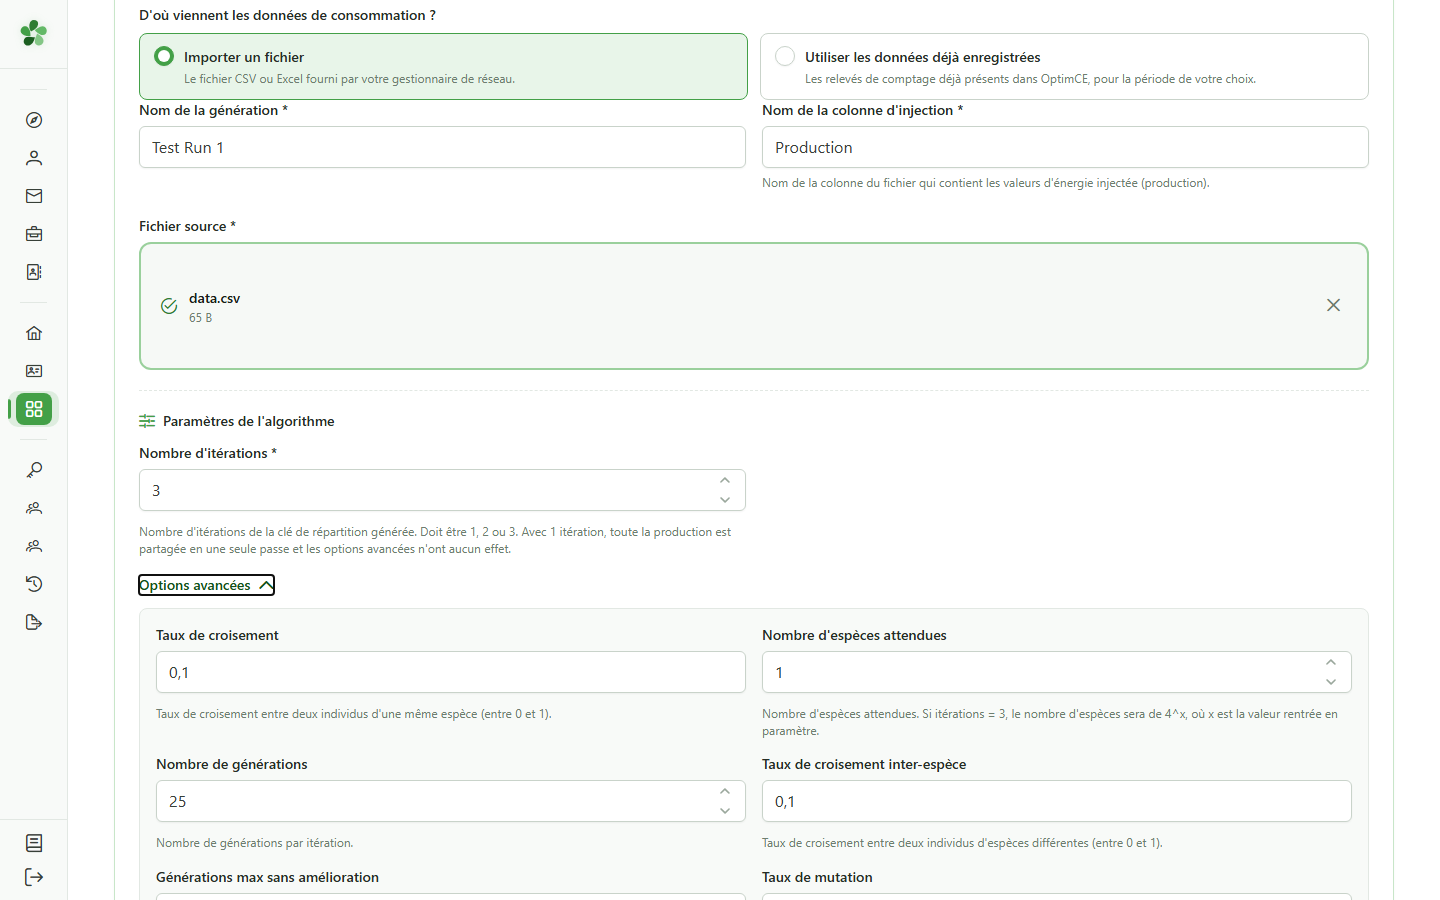 D'où viennent les données de consommation ?
Importer un fichier
Le fichier CSV ou Excel fourni par votre gestionnaire de réseau.
Utiliser les données déjà enregistrées
Les relevés de comptage déjà présents dans OptimCE, pour la période de votre choix.
Nom de la génération *
Nom de la colonne d'injection *
Test Run 1
Production
Nom de la colonne du fichier qui contient les valeurs d'énergie injectée (production).
Fichier source *
data.csv
65 B
Paramètres de l'algorithme
Nombre d'itérations *
3
Nombre d'itérations de la clé de répartition générée. Doit être 1, 2 ou 3. Avec 1 itération, toute la production est
partagée en une seule passe et les options avancées n'ont aucun effet.
Options avancées
Taux de croisement
Nombre d'espèces attendues
0,1
1
Taux de croisement entre deux individus d'une même espèce (entre 0 et 1).
Nombre d'espèces attendues. Si itérations = 3, le nombre d'espèces sera de 4^x, où x est la valeur rentrée en
paramètre.
Nombre de générations
Taux de croisement inter-espèce
25
0,1
Nombre de générations par itération.
Taux de croisement entre deux individus d'espèces différentes (entre 0 et 1).
Générations max sans amélioration
Taux de mutation